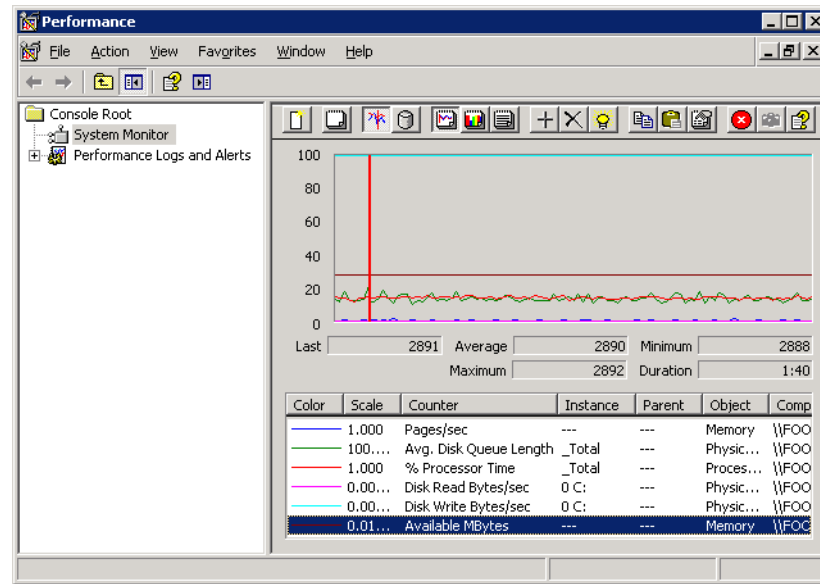 Performance
File Action View Favorites Window Help
Console Root
System Monitor
Performance Logs and Alerts
100
80
60
40
20
0
Last 2891 Average 2890 Minimum 2888
Maximum 2892 Duration 1:40
Color Scale Counter Instance Parent Object Comp
1.000 Pages/sec --- --- Memory \\FOO
100.... Avg. Disk Queue Length _Total --- Physic... \\FOO
1.000 % Processor Time _Total --- Proces... \\FOO
0.00... Disk Read Bytes/sec 0 C: --- Physic... \\FOO
0.00... Disk Write Bytes/sec 0 C: --- Physic... \\FOO
0.01... Available MBytes --- --- Memory \\FOO